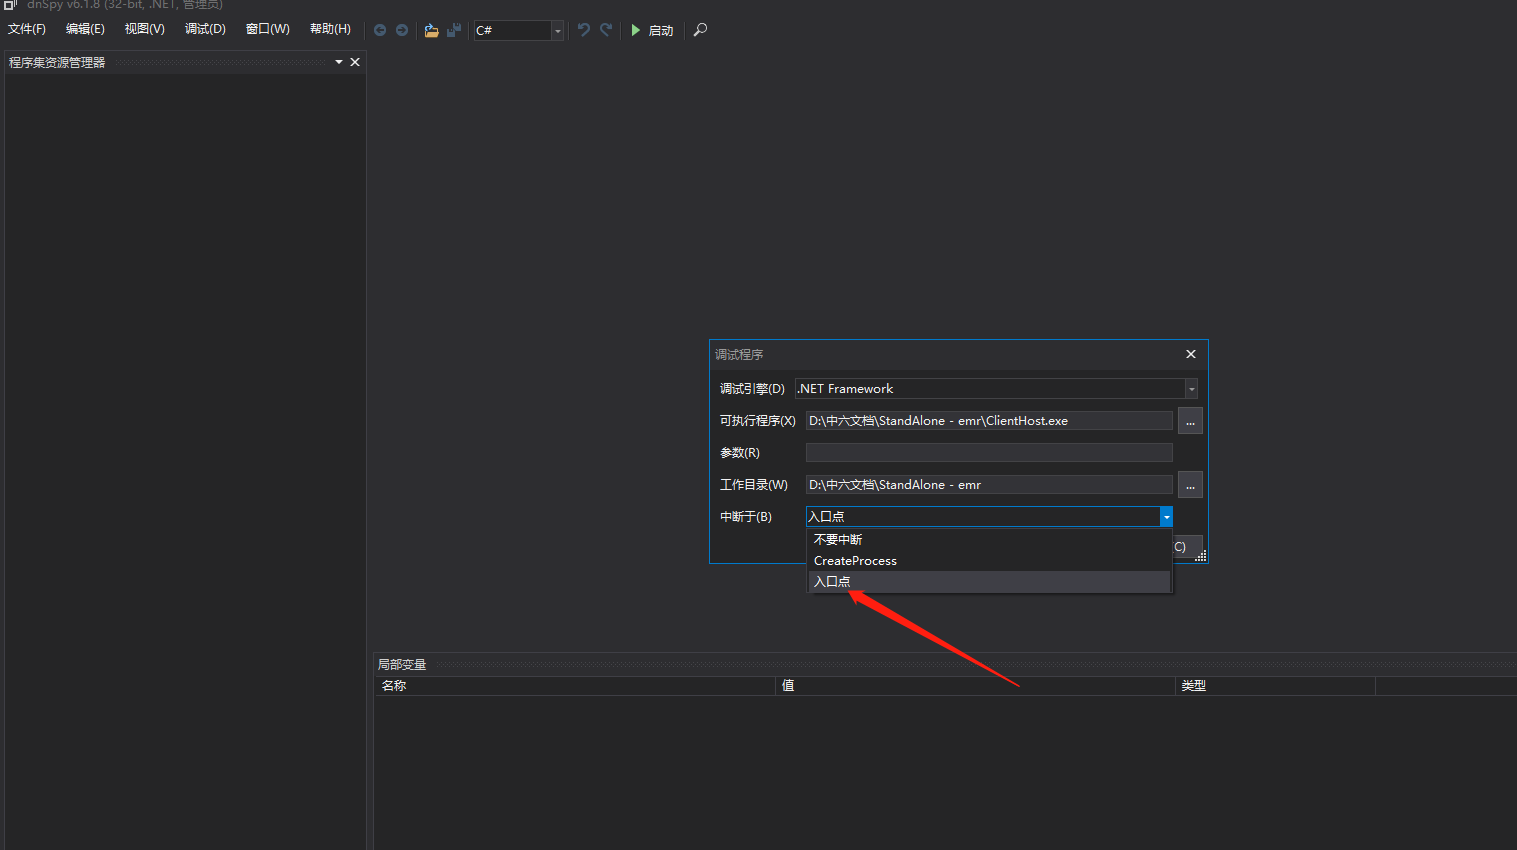 dnSpy v6.1.8 (32-bit, .NET, 管理员)
文件(F) 编辑(E) 视图(V) 调试(D) 窗口(W) 帮助(H) C# 启动
程序集资源管理器
调试程序
调试引擎(D) .NET Framework
可执行程序(X) D:\中六文档\StandAlone - emr\ClientHost.exe ...
参数(R)
工作目录(W) D:\中六文档\StandAlone - emr ...
中断于(B) 入口点
不要中断
C)
CreateProcess
入口点
局部变量
名称 值 类型